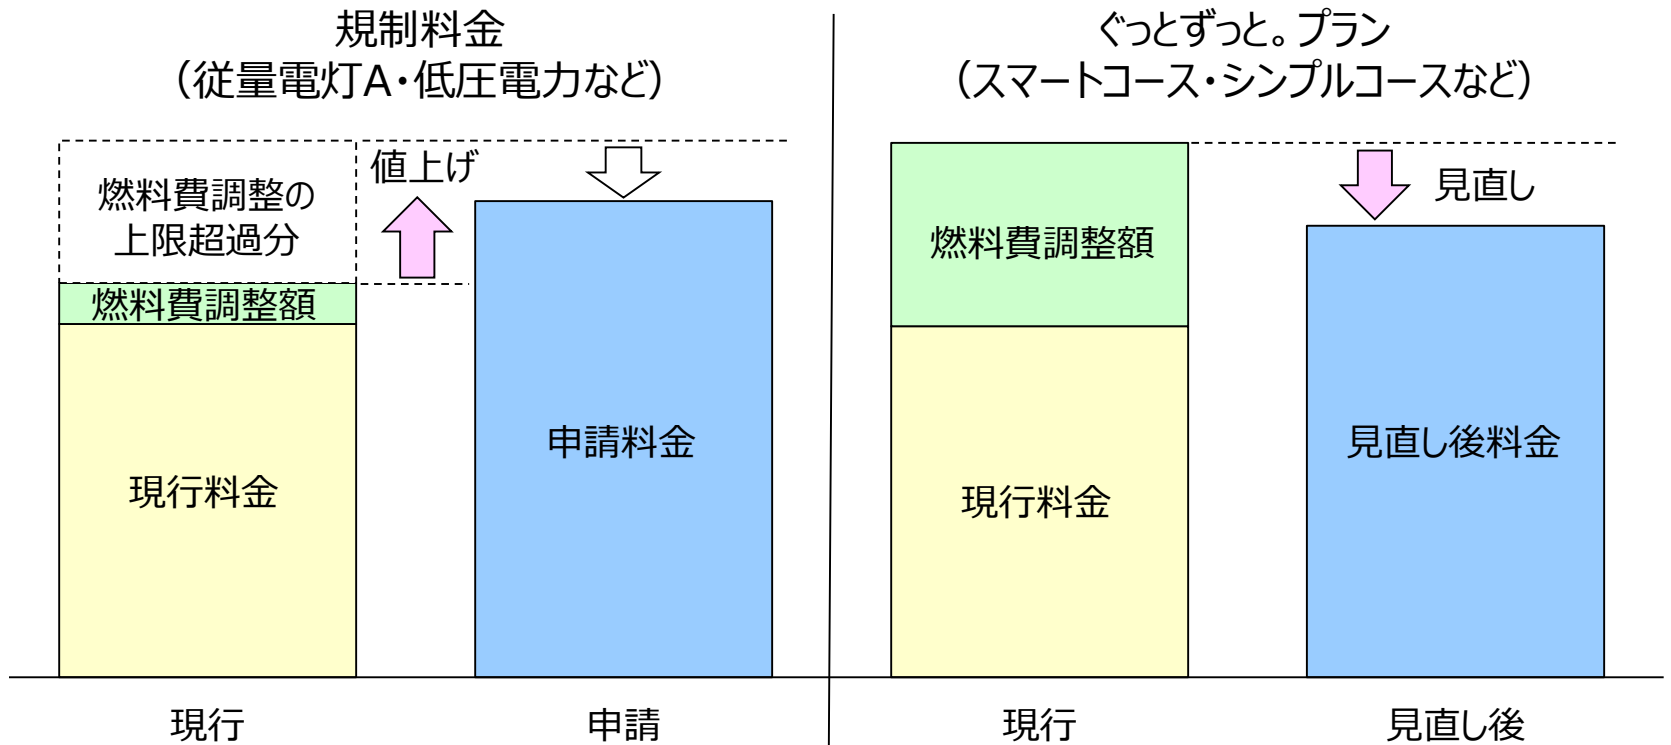 規制料金
（従量電灯A・低圧電力など）
燃料費調整の
上限超過分
値上げ
燃料費調整額
現行料金
申請料金
現行
申請
ぐっとずっと。プラン
（スマートコース・シンプルコースなど）
燃料費調整額
見直し
現行料金
見直し後料金
現行
見直し後